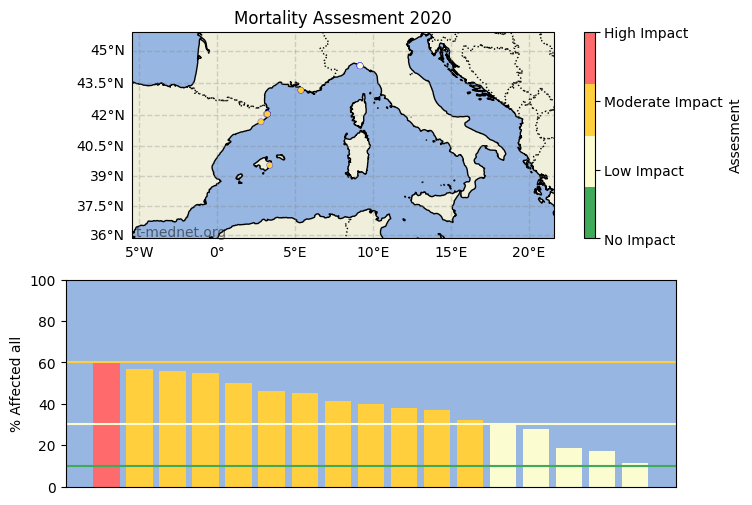 Mortality Assesment 2020
45°N
43.5°N
42°N
40.5°N
39°N
37.5°N
36°N
5°W
0°
5°E
10°E
15°E
20°E
t-mednet.org
High Impact
Moderate Impact
Low Impact
No Impact
Assesment
100
80
60
40
20
0
% Affected all